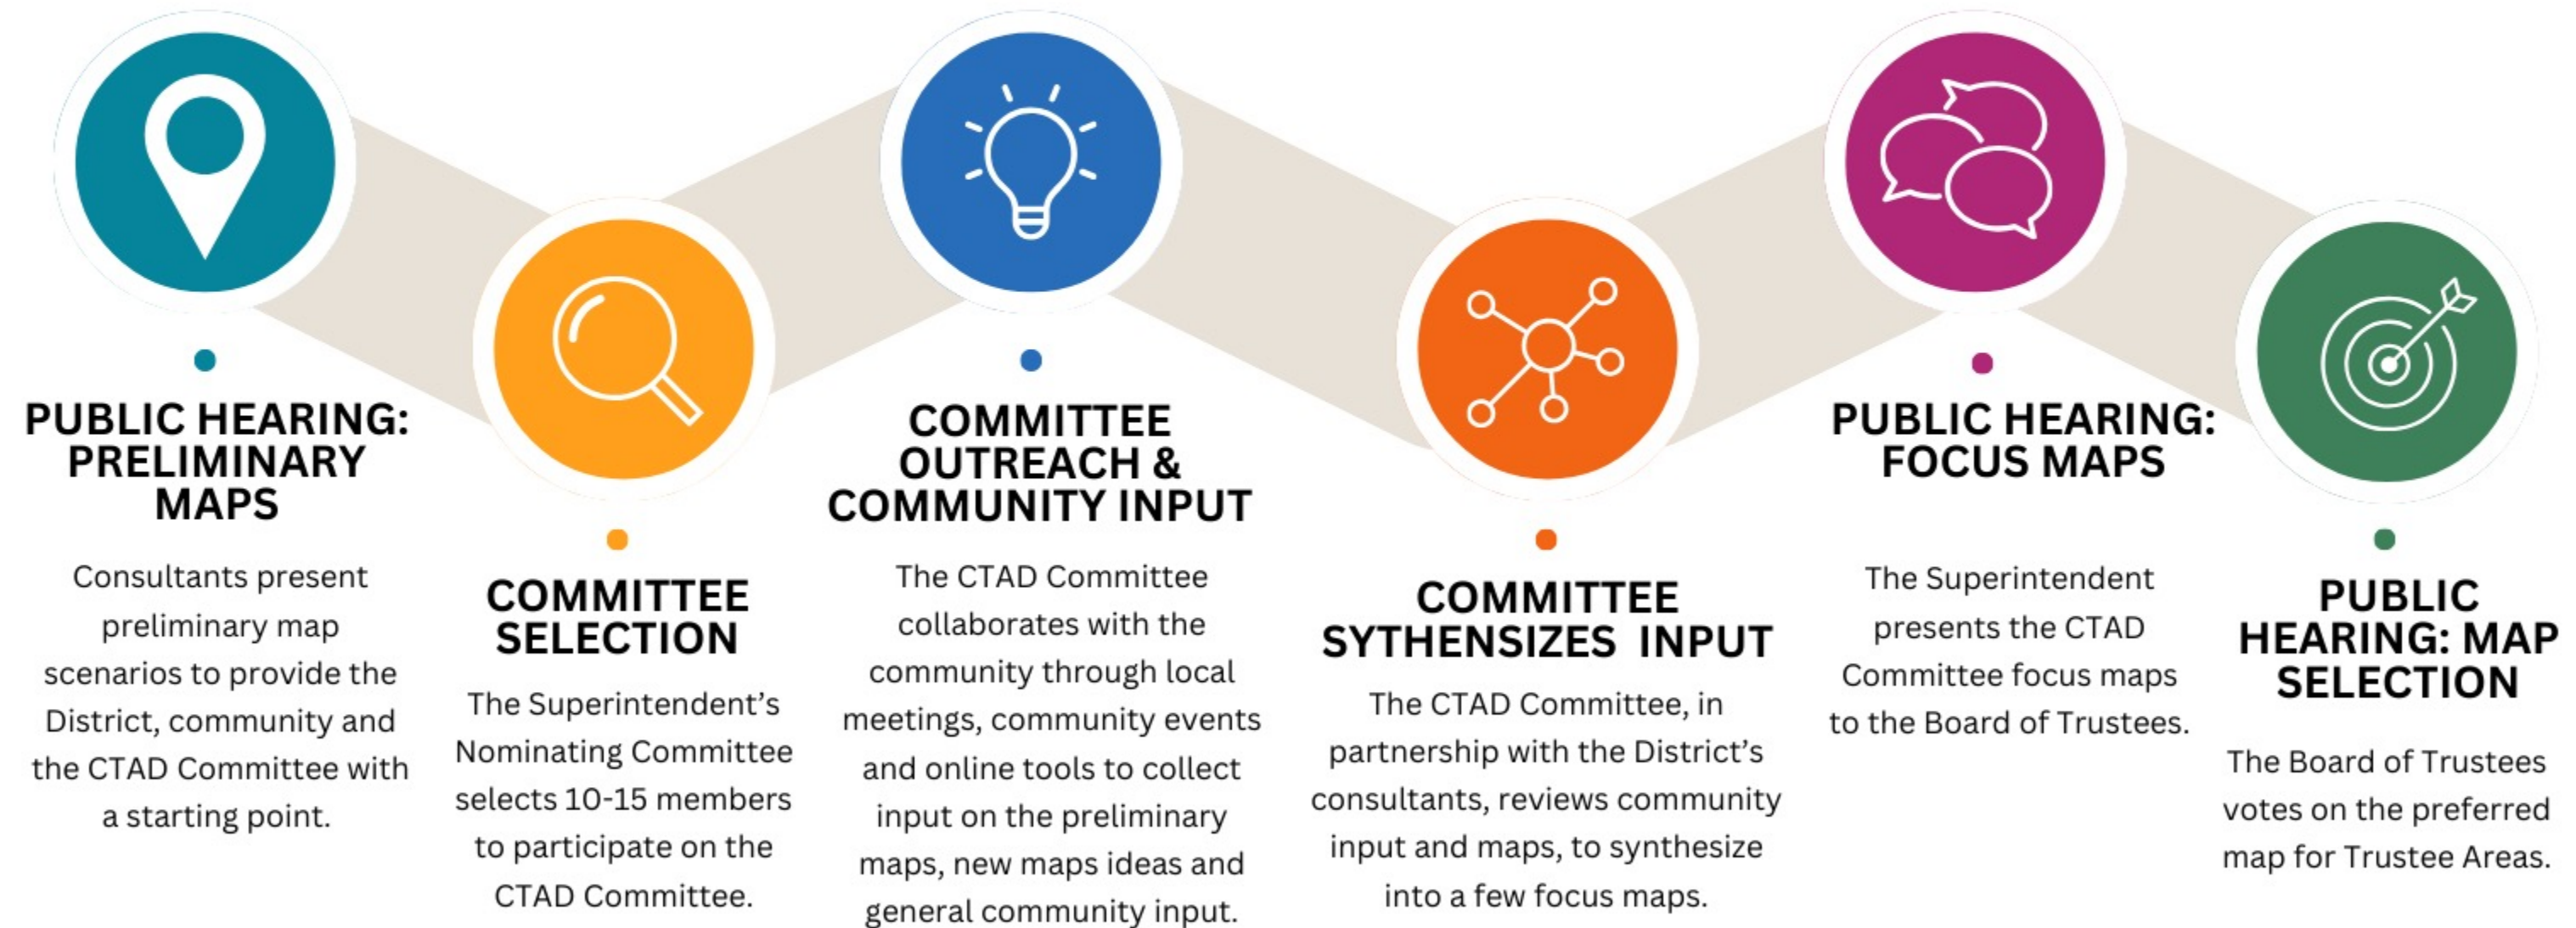 PUBLIC HEARING:
PRELIMINARY
MAPS
Consultants present
preliminary map
scenarios to provide the
District, community and
the CTAD Committee with
a starting point.
COMMITTEE
SELECTION
The Superintendent’s
Nominating Committee
selects 10-15 members
to participate on the
CTAD Committee.
COMMITTEE
OUTREACH &
COMMUNITY INPUT
The CTAD Committee
collaborates with the
community through local
meetings, community events
and online tools to collect
input on the preliminary
maps, new maps ideas and
general community input.
COMMITTEE
SYTHENSIZES INPUT
The CTAD Committee, in
partnership with the District’s
consultants, reviews community
input and maps, to synthesize
into a few focus maps.
PUBLIC HEARING:
FOCUS MAPS
The Superintendent
presents the CTAD
Committee focus maps
to the Board of Trustees.
PUBLIC
HEARING: MAP
SELECTION
The Board of Trustees
votes on the preferred
map for Trustee Areas.